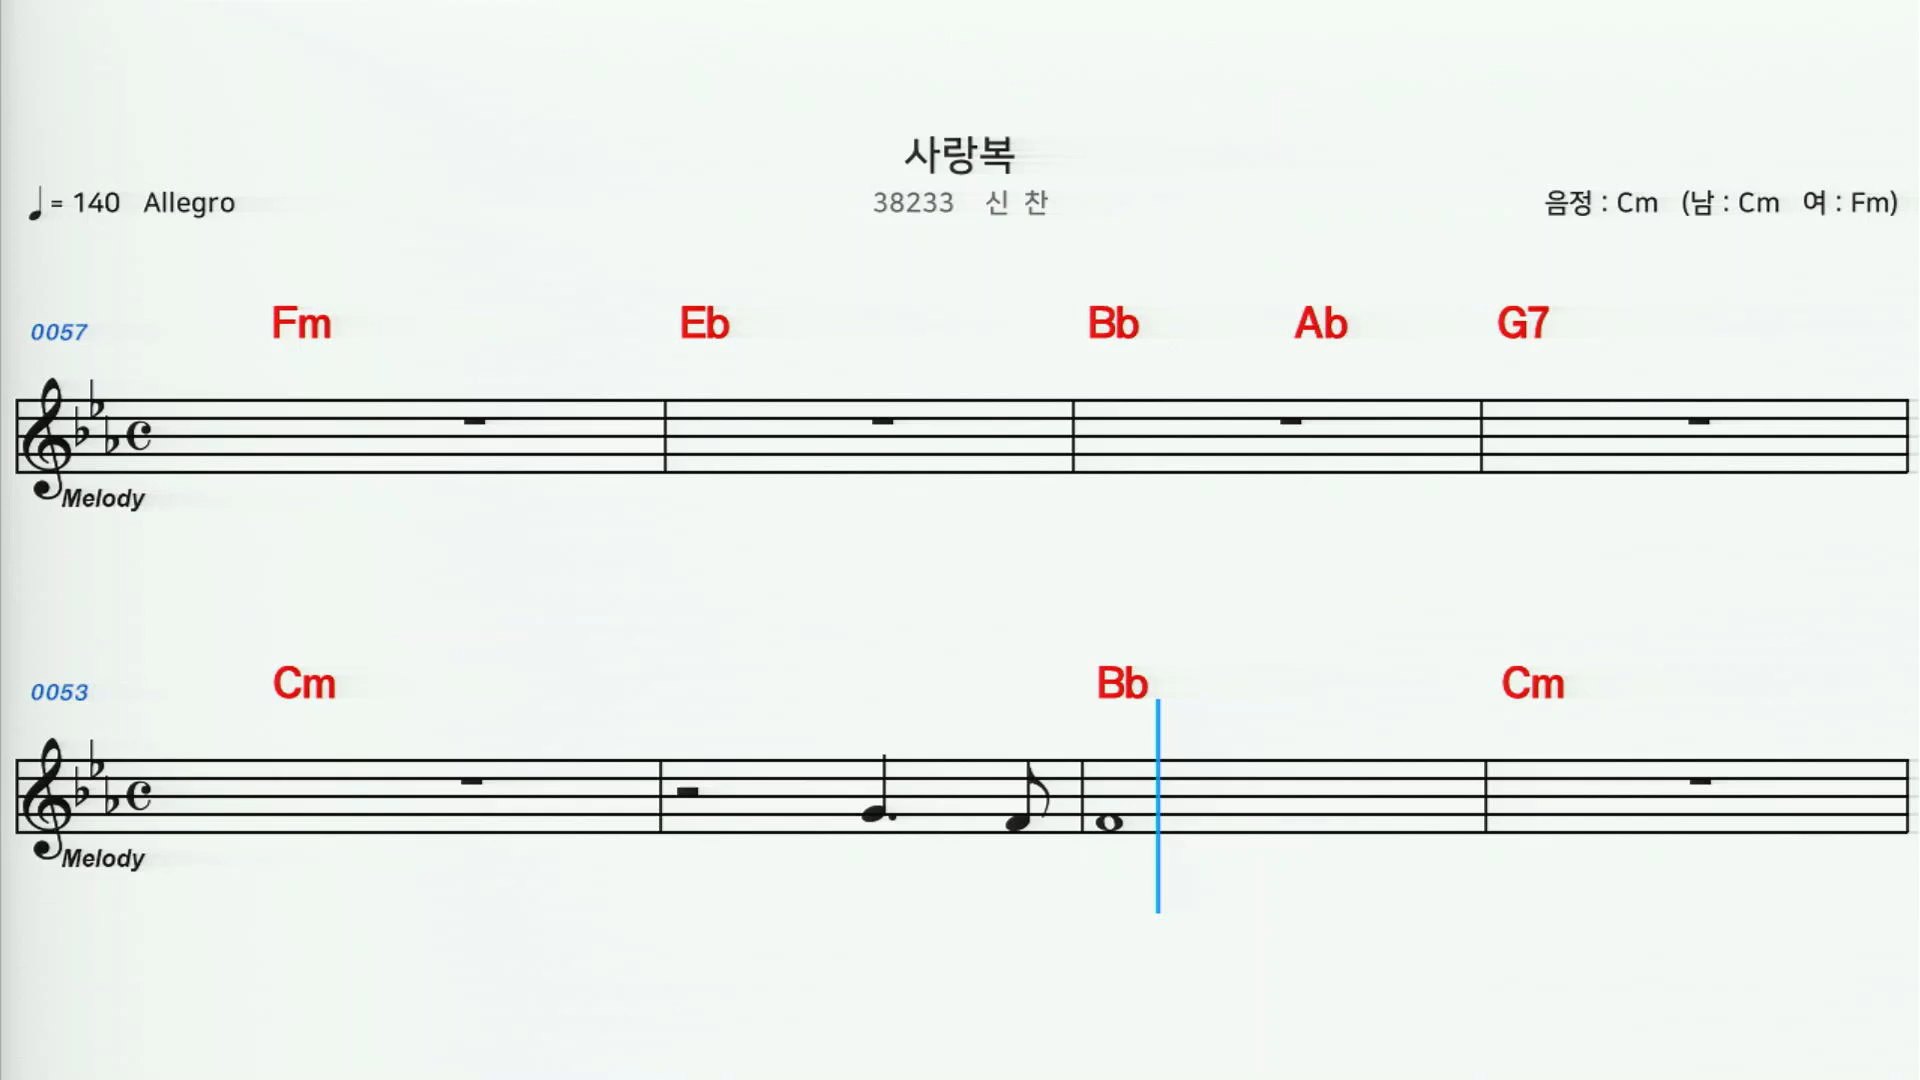 사랑복
♩= 140 Allegro
38233 신 찬
음정 : Cm (남 : Cm 여 : Fm)
0057 Fm Eb Bb Ab G7
Melody
0053 Cm Bb Cm
Melody